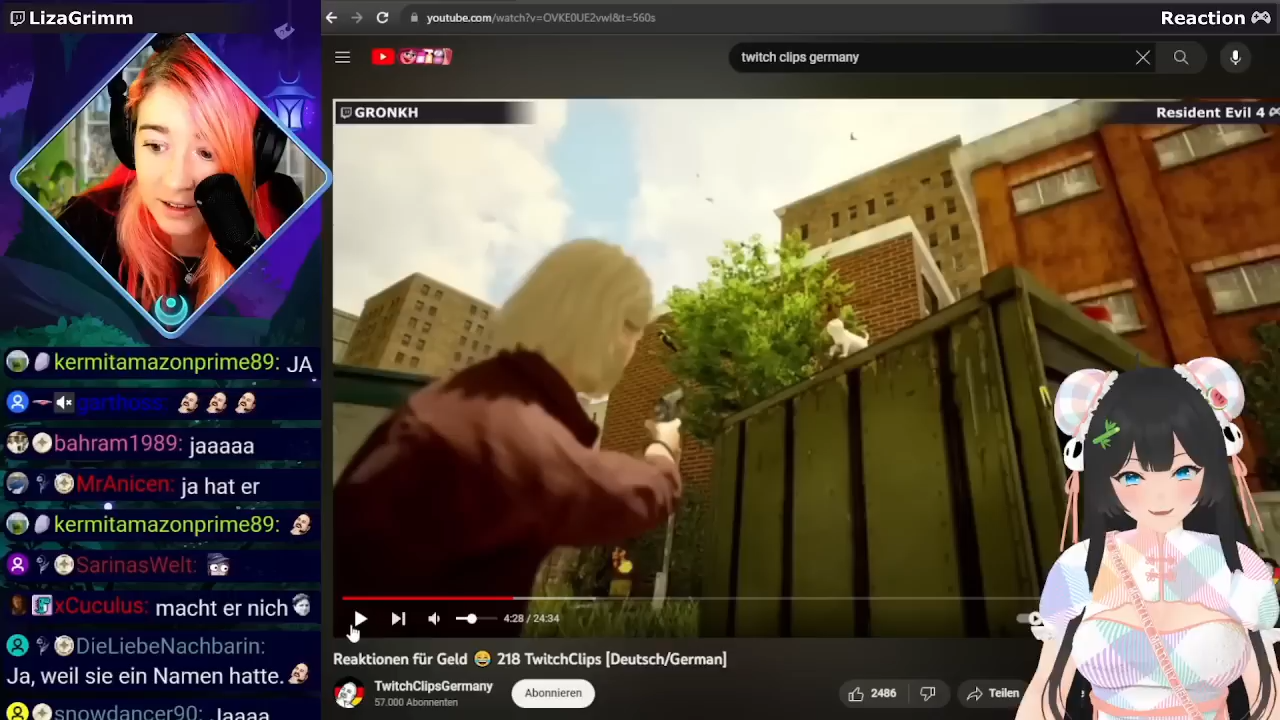 LizaGrimm
youtube.com/watch?v=OVKE0UE2vwI&t=560s
Reaction
twitch clips germany
GRONKH
Resident Evil 4
kermitamazonprime89: JA
garthoss:
bahram1989: jaaaaa
MrAnicen: ja hat er
kermitamazonprime89:
SarinasWelt:
xCuculus: macht er nich
DieLiebeNachbarin:
Ja, weil sie ein Namen hatte.
snowdancer90: Jaaaa
4:28 / 24:34
Reaktionen für Geld 😂 218 TwitchClips [Deutsch/German]
TwitchClipsGermany
57.000 Abonnenten
Abonnieren
2486
Teilen